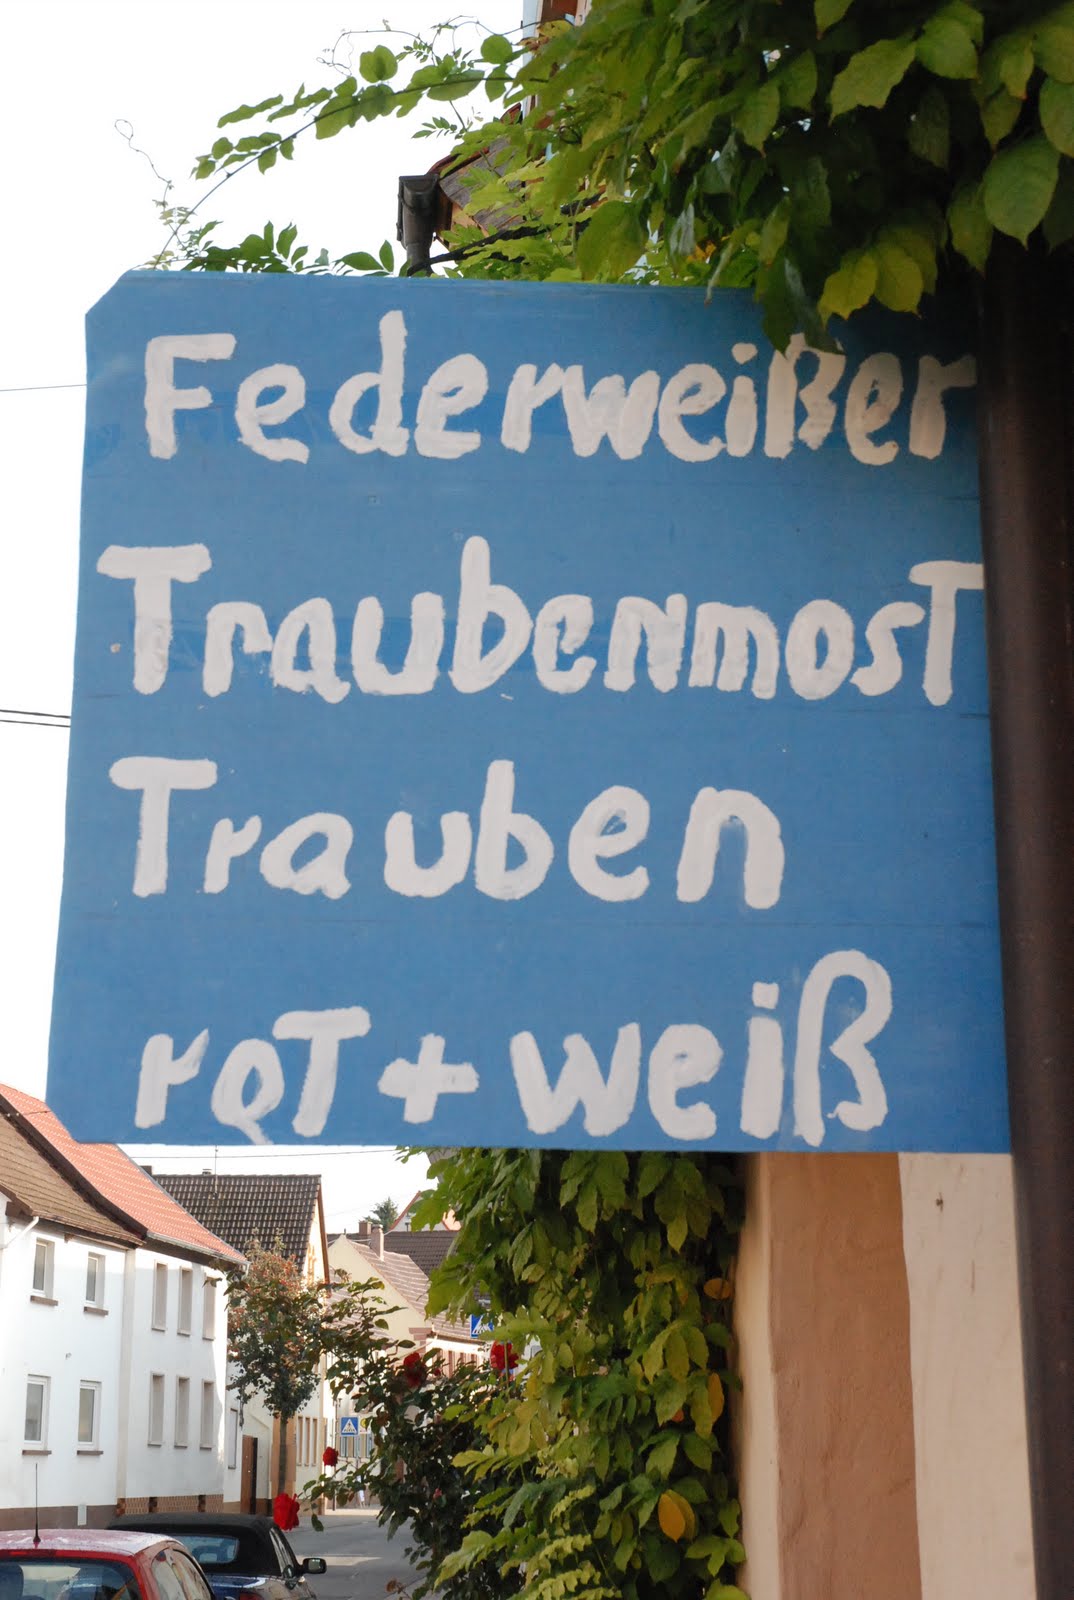 Federweißer
Traubenmost
Trauben
rot + weiß